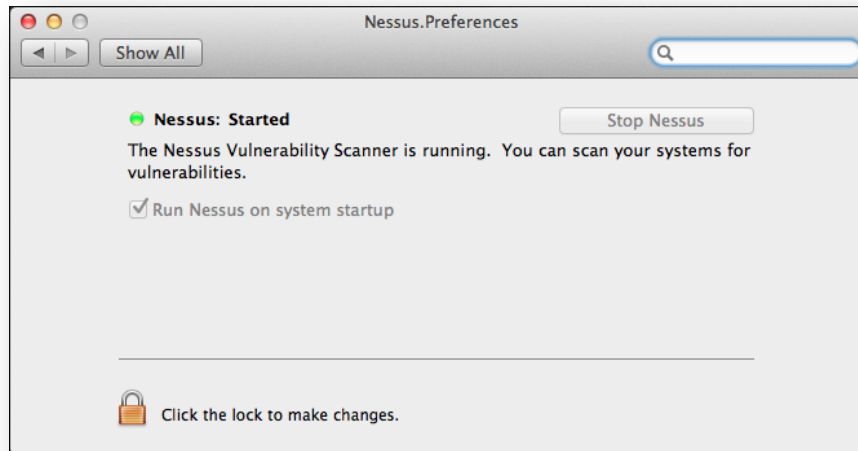 Nessus.Preferences
Show All
Nessus: Started
Stop Nessus
The Nessus Vulnerability Scanner is running. You can scan your systems for
vulnerabilities.
Run Nessus on system startup
Click the lock to make changes.